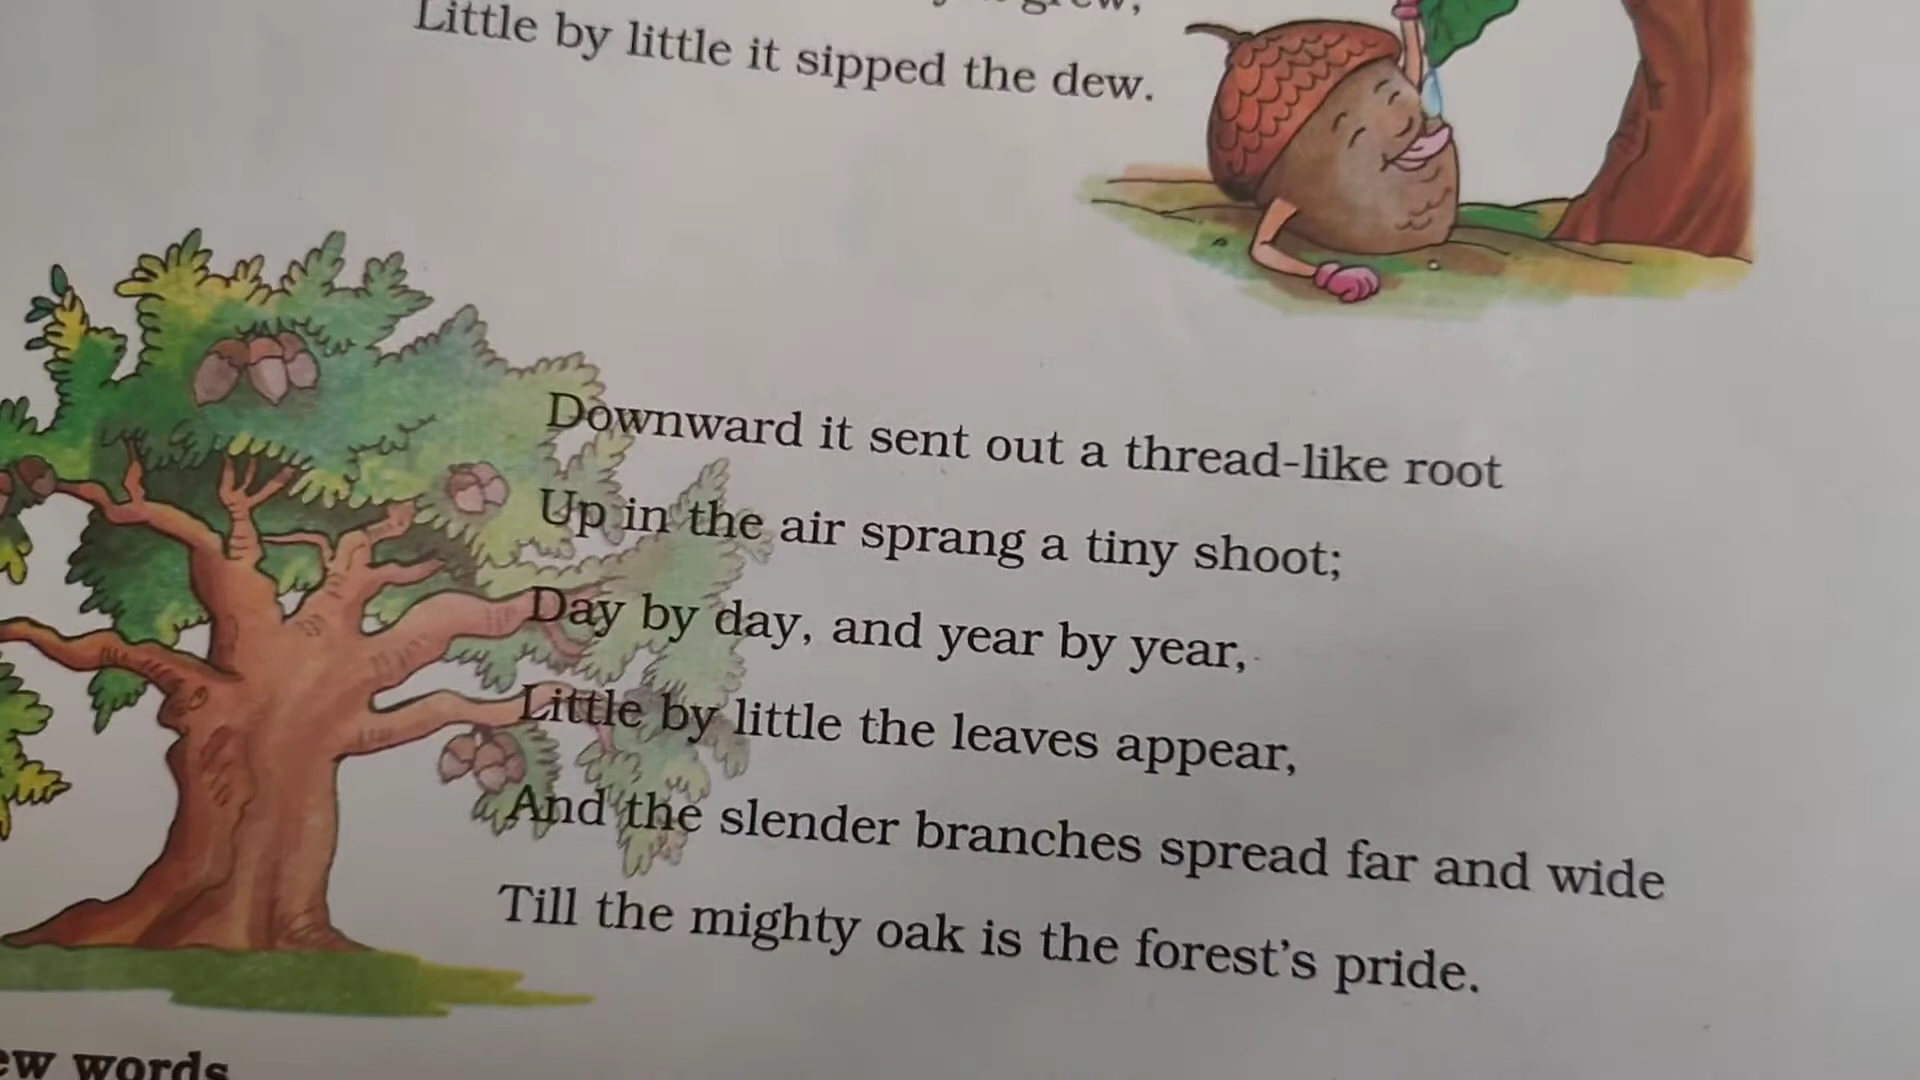 grew,
Little by little it sipped the dew.
Downward it sent out a thread-like root
Up in the air sprang a tiny shoot;
Day by day, and year by year,
Little by little the leaves appear,
And the slender branches spread far and wide
Till the mighty oak is the forest's pride.
words